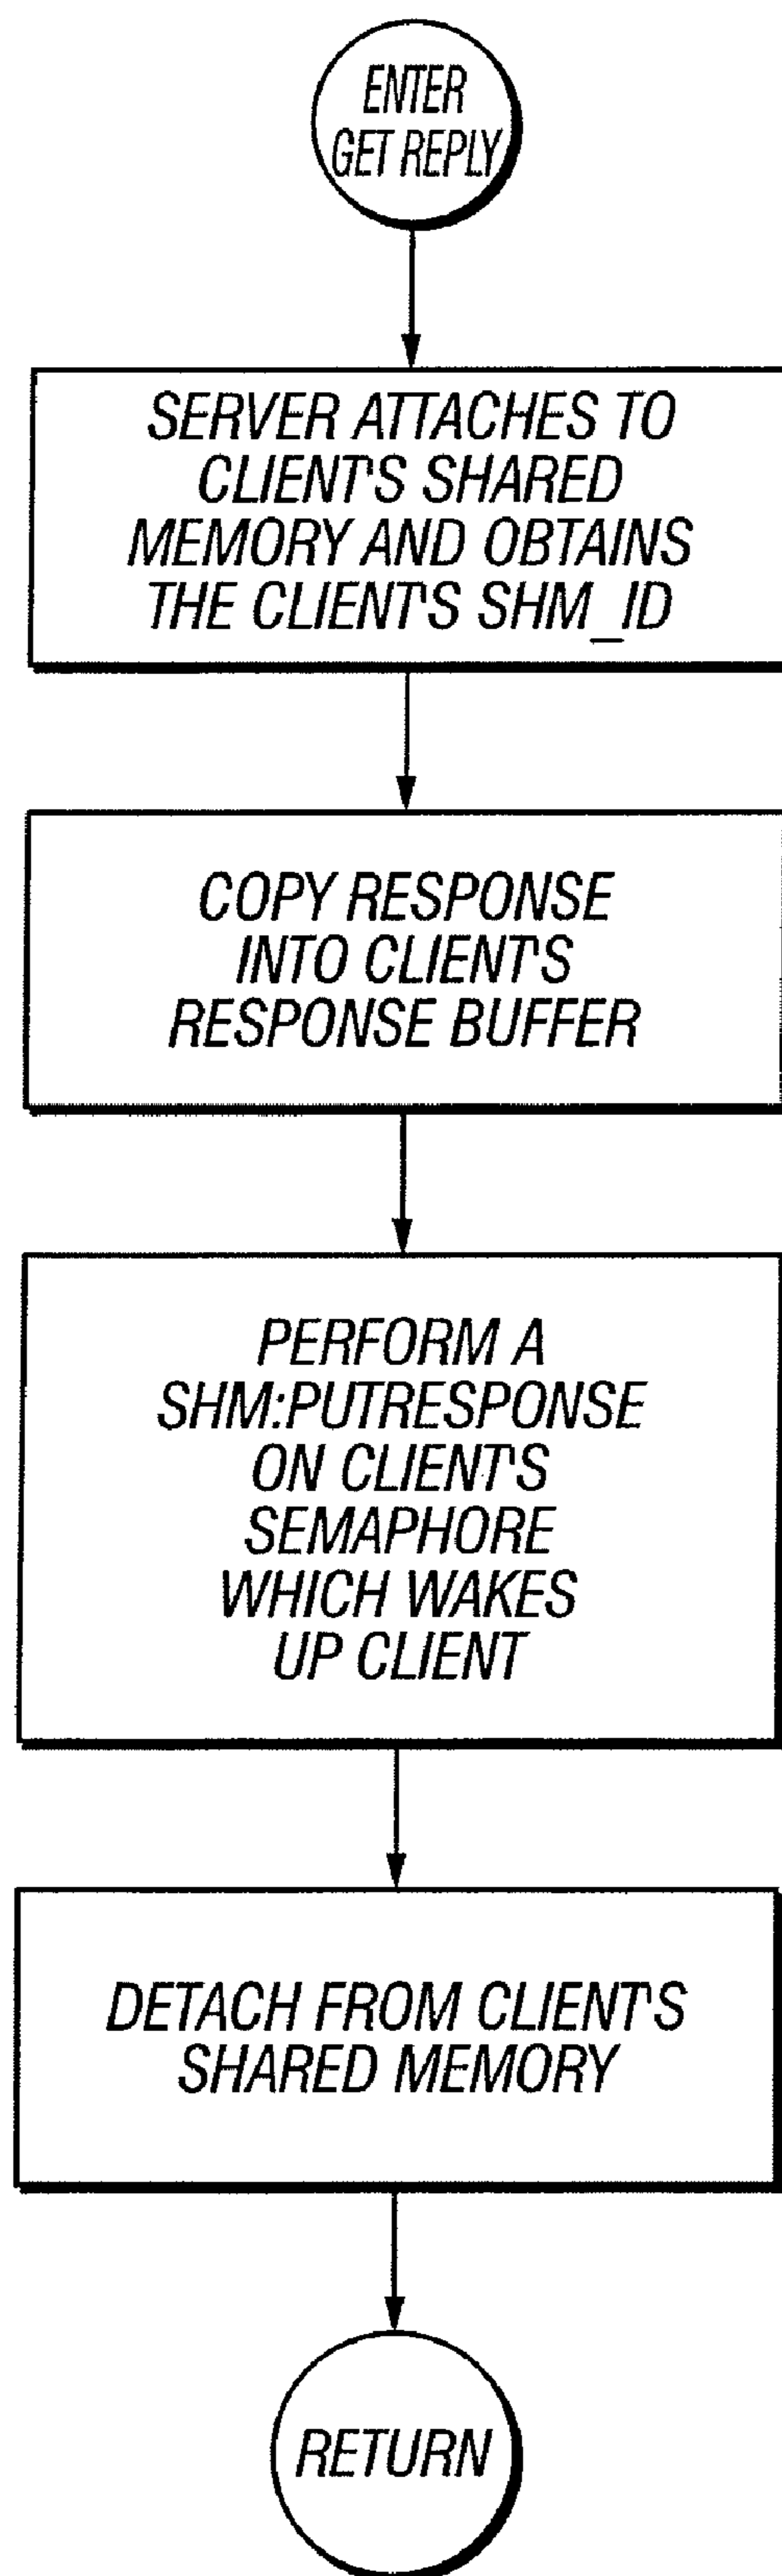 ENTER
GET REPLY
SERVER ATTACHES TO
CLIENT'S SHARED
MEMORY AND OBTAINS
THE CLIENT'S SHM_ID
COPY RESPONSE
INTO CLIENT'S
RESPONSE BUFFER
PERFORM A
SHM:PUTRESPONSE
ON CLIENT'S
SEMAPHORE
WHICH WAKES
UP CLIENT
DETACH FROM CLIENT'S
SHARED MEMORY
RETURN